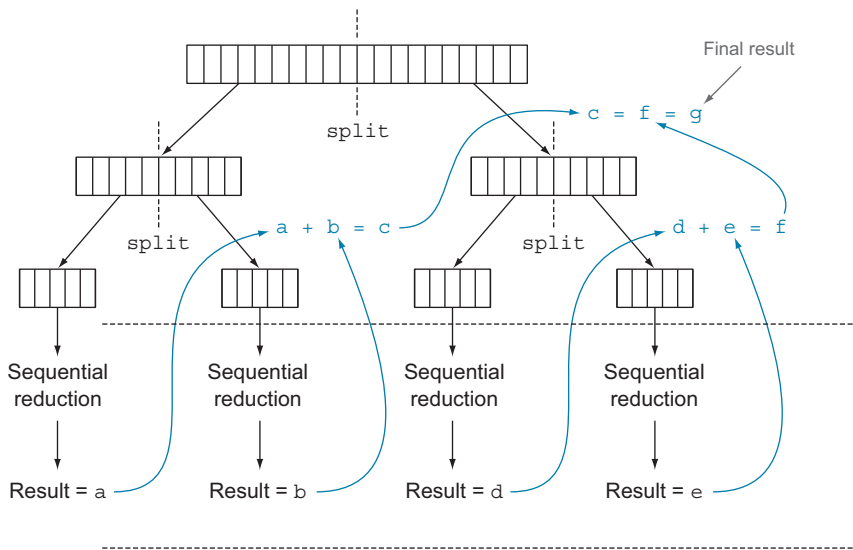 Final result
c = f = g
split
a + b = c
d + e = f
split
split
Sequential
reduction
Sequential
reduction
Sequential
reduction
Sequential
reduction
Result = a
Result = b
Result = d
Result = e